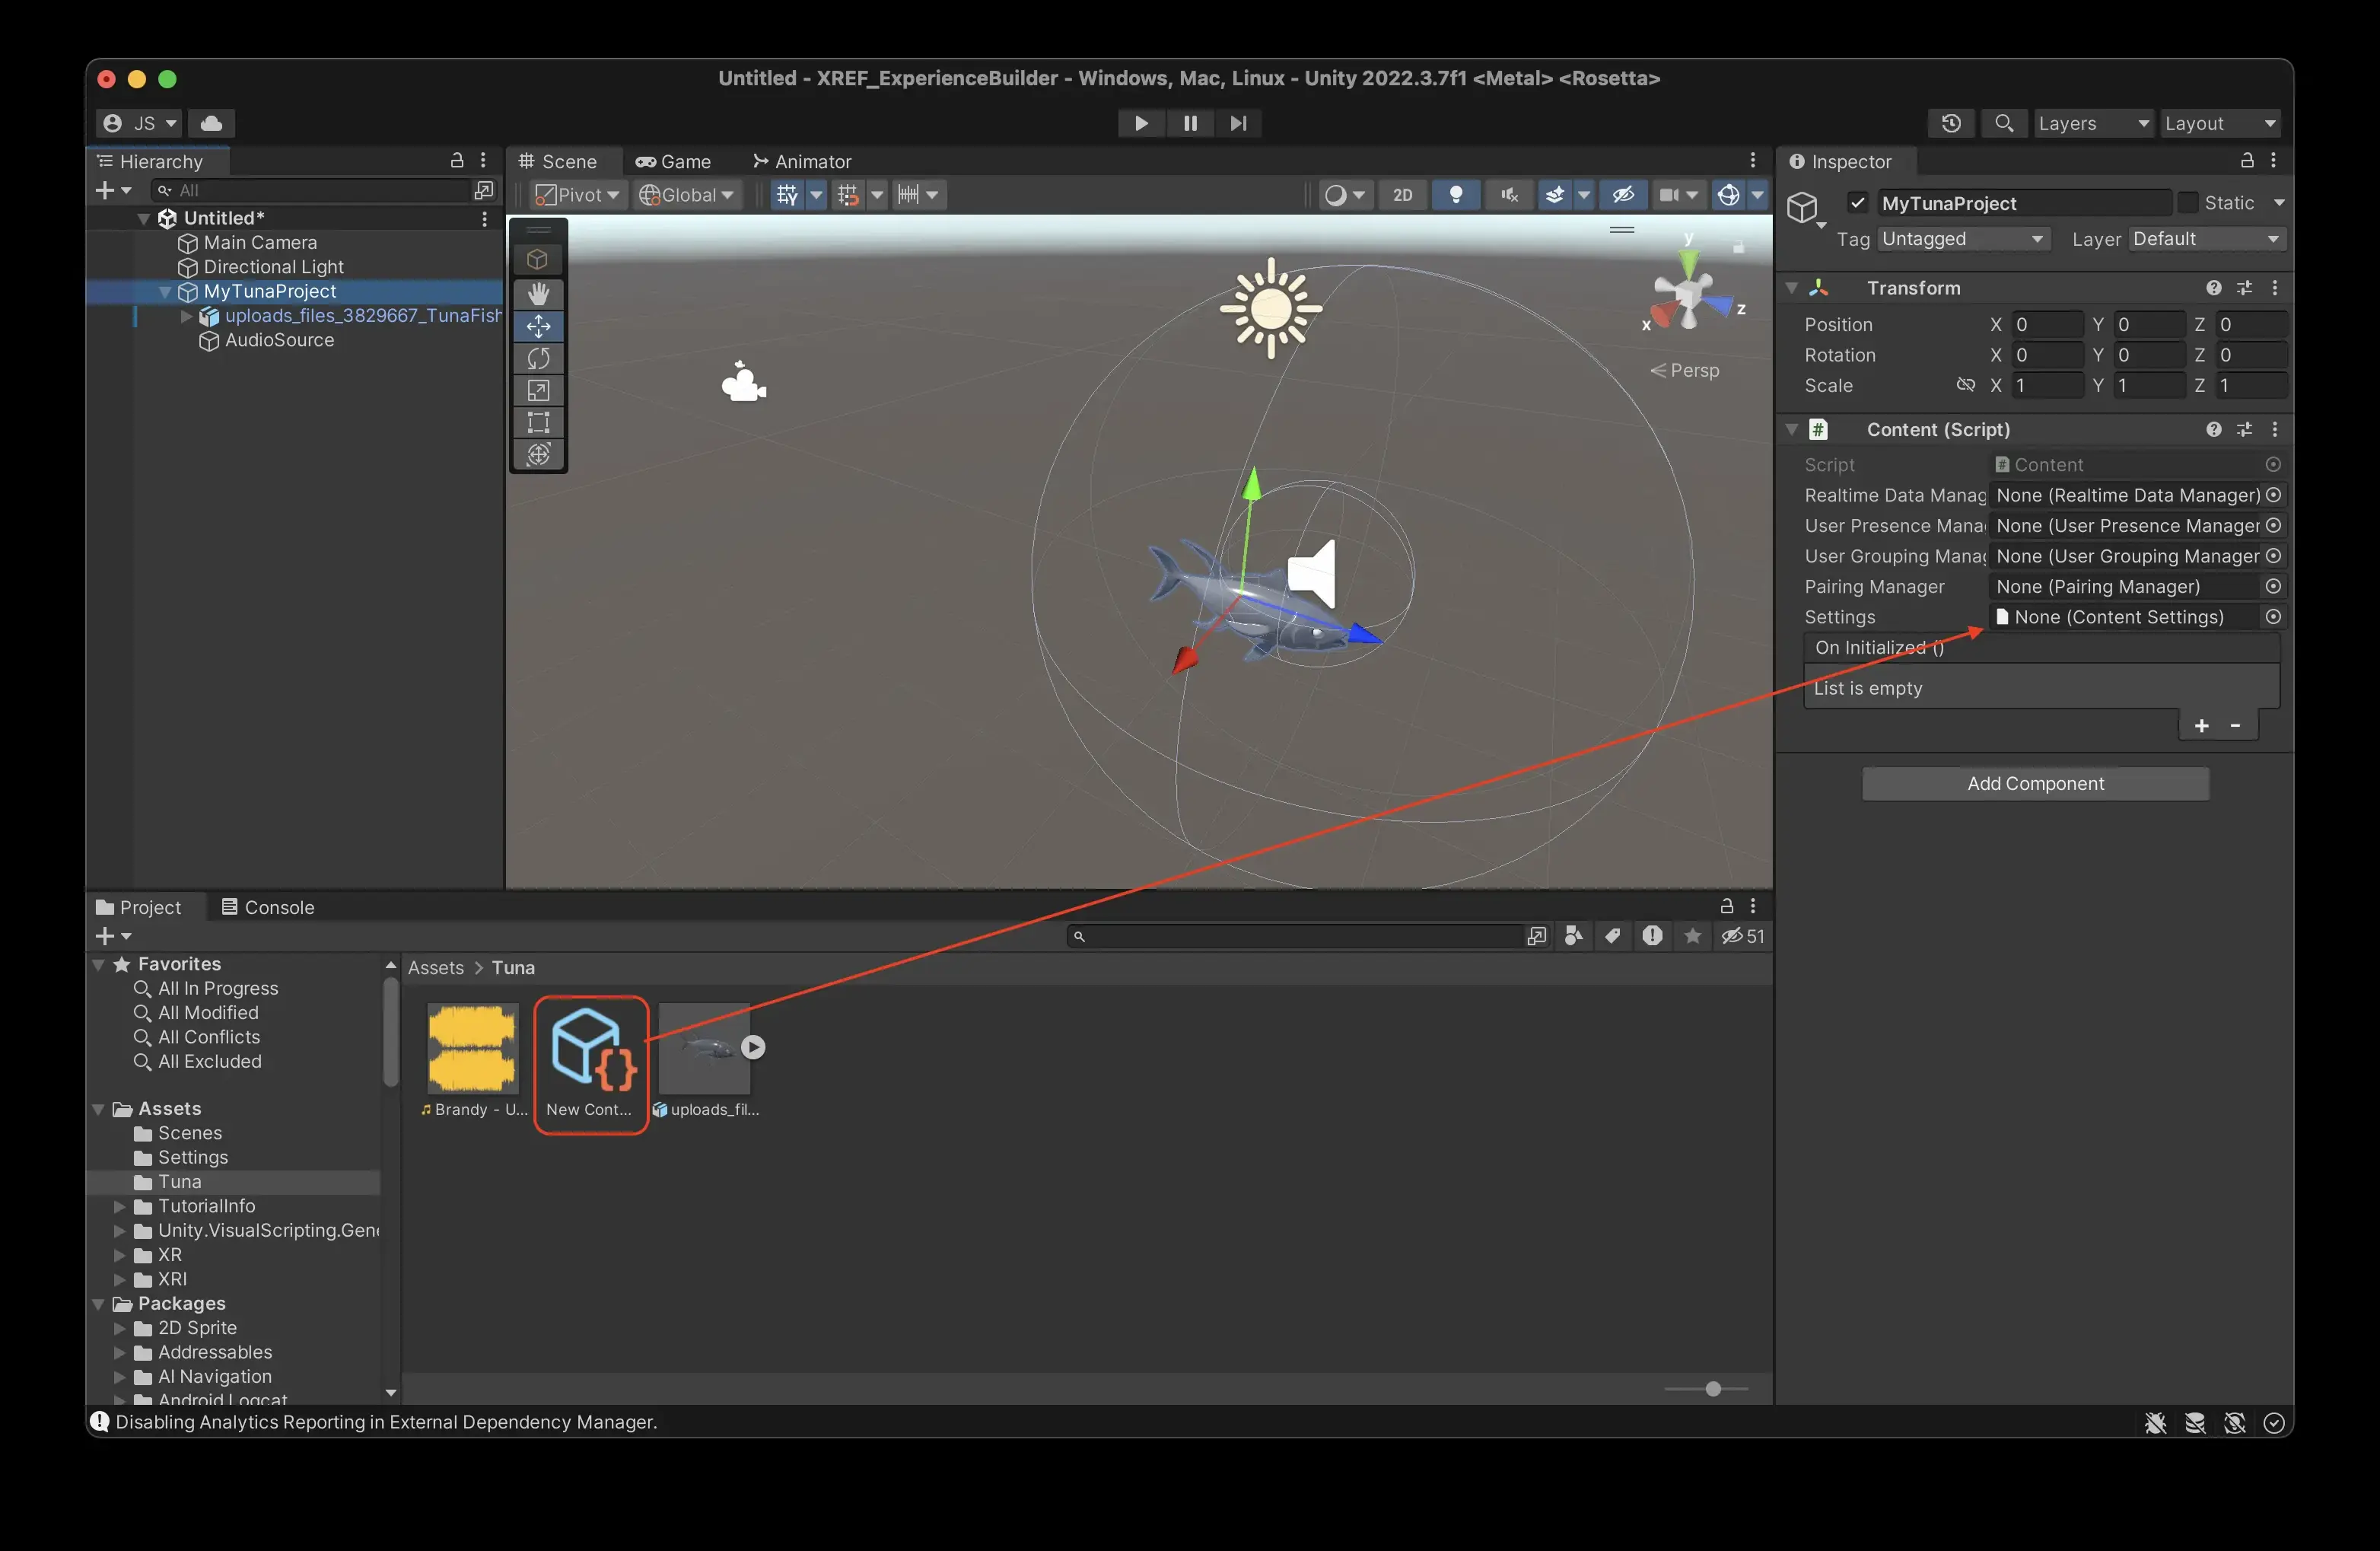 Untitled - XREF_ExperienceBuilder - Windows, Mac, Linux - Unity 2022.3.7f1 <Metal> <Rosetta>
JS
Layers
Layout
Hierarchy
All
Untitled*
Main Camera
Directional Light
MyTunaProject
uploads_files_3829667_TunaFish
AudioSource
Scene
Game
Animator
Pivot
Global
2D
y
z
x
Persp
Inspector
MyTunaProject
Static
Tag
Untagged
Layer
Default
Transform
Position X 0 Y 0 Z 0
Rotation X 0 Y 0 Z 0
Scale X 1 Y 1 Z 1
# Content (Script)
Script # Content
Realtime Data Manag None (Realtime Data Manager)
User Presence Mana None (User Presence Manager
User Grouping Manag None (User Grouping Manager
Pairing Manager None (Pairing Manager)
Settings None (Content Settings)
On Initialized ()
List is empty
+ -
Add Component
Project
Console
51
Favorites
All In Progress
All Modified
All Conflicts
All Excluded
Assets
Scenes
Settings
Tuna
TutorialInfo
Unity.VisualScripting.Gene
XR
XRI
Packages
2D Sprite
Addressables
AI Navigation
Android Logcat
Assets > Tuna
Brandy - U...
New Cont...
uploads_fil...
Disabling Analytics Reporting in External Dependency Manager.